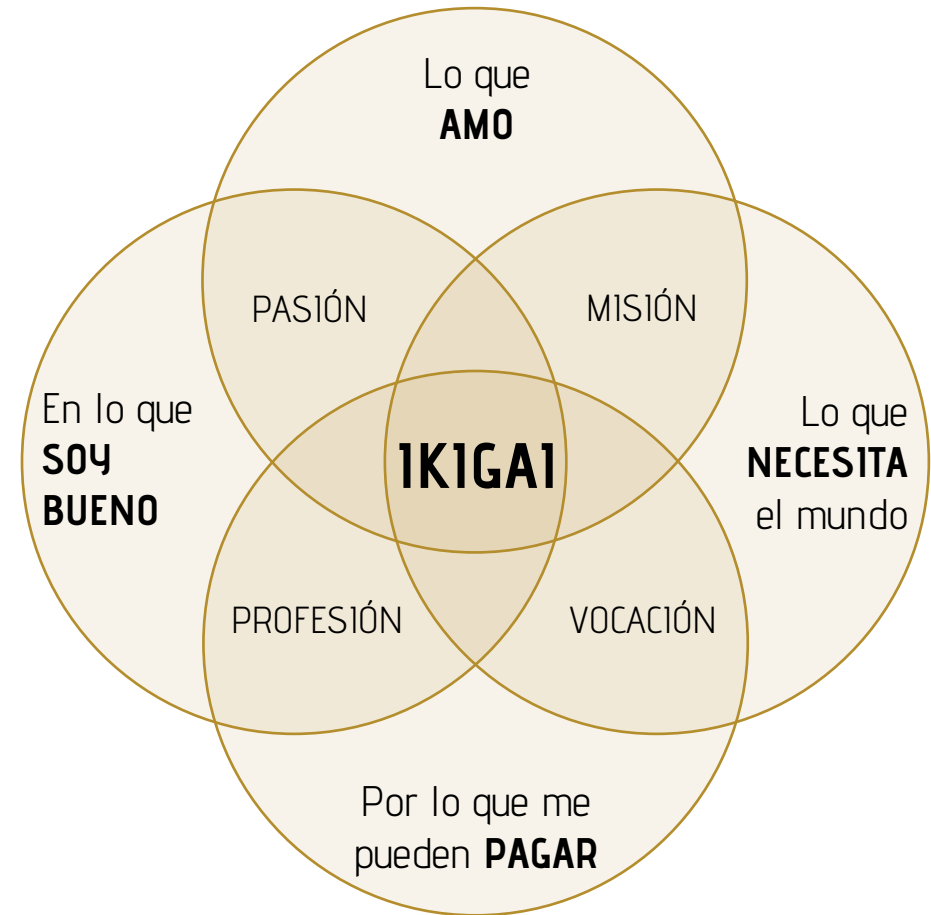 Lo que
AMO
PASIÓN
MISIÓN
En lo que
SOY
BUENO
IKIGAI
Lo que
NECESITA
el mundo
PROFESIÓN
VOCACIÓN
Por lo que me
pueden PAGAR